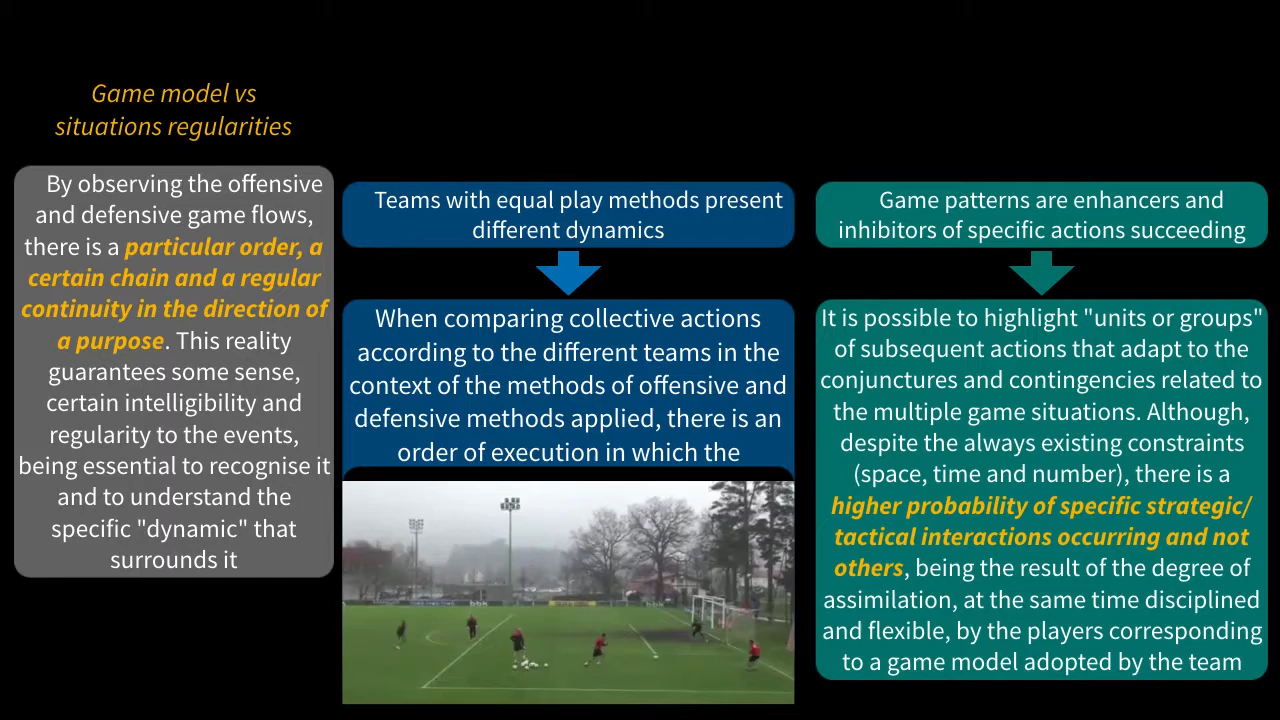 Game model vs
situations regularities
By observing the offensive
and defensive game flows,
there is a particular order, a
certain chain and a regular
continuity in the direction of
a purpose. This reality
guarantees some sense,
certain intelligibility and
regularity to the events,
being essential to recognise it
and to understand the
specific "dynamic" that
surrounds it
Teams with equal play methods present
different dynamics
When comparing collective actions
according to the different teams in the
context of the methods of offensive and
defensive methods applied, there is an
order of execution in which the
Game patterns are enhancers and
inhibitors of specific actions succeeding
It is possible to highlight "units or groups"
of subsequent actions that adapt to the
conjunctures and contingencies related to
the multiple game situations. Although,
despite the always existing constraints
(space, time and number), there is a
higher probability of specific strategic/
tactical interactions occurring and not
others, being the result of the degree of
assimilation, at the same time disciplined
and flexible, by the players corresponding
to a game model adopted by the team